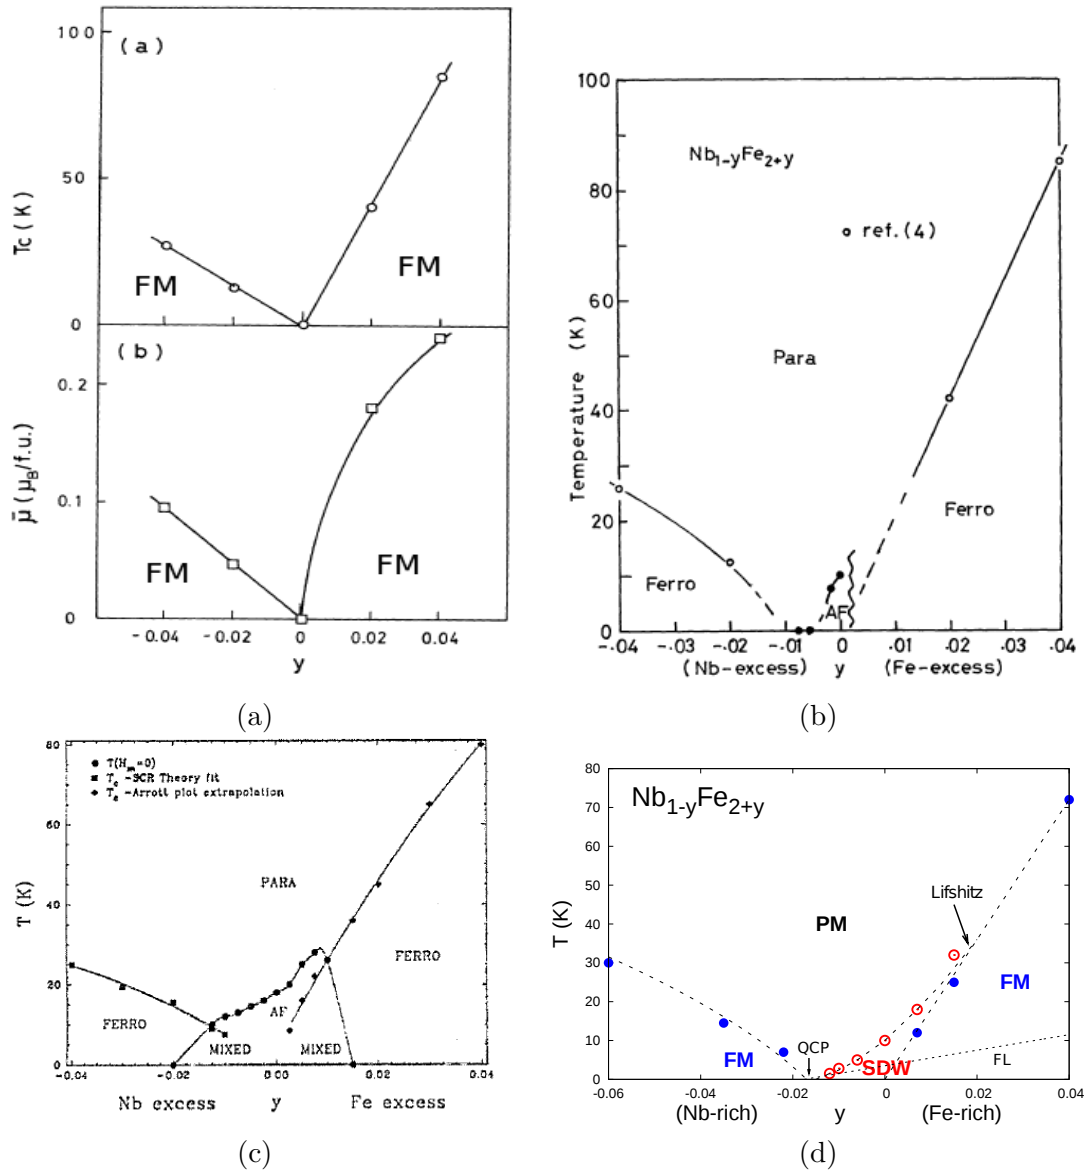 100
(a)
50
Tc (K)
FM
FM
0
(b)
0.2
μ̄ (μB/f.u.)
0.1
FM
FM
0
-0.04 -0.02 0 0.02 0.04
y
(a)
100
Nb1-yFe2+y
80
ref.(4)
60
Temperature (K)
Para
40
20
Ferro
Ferro
AF
0
-.04 -.03 -.02 -.01 0 .01 .02 .03 .04
(Nb-excess) y (Fe-excess)
(b)
80
T(Hm=0)
Tc -SCR Theory fit
Tc -Arrott plot extrapolation
60
T (K)
PARA
40
FERRO
20
AF
FERRO
MIXED
MIXED
0
-0.04 -0.02 0.00 0.02 0.04
Nb excess y Fe excess
(c)
80
Nb1-yFe2+y
70
60
50
Lifshitz
T (K)
40
PM
30
FM
20
10
QCP
FM
SDW
FL
0
-0.06 -0.04 -0.02 0 0.02 0.04
(Nb-rich) y (Fe-rich)
(d)